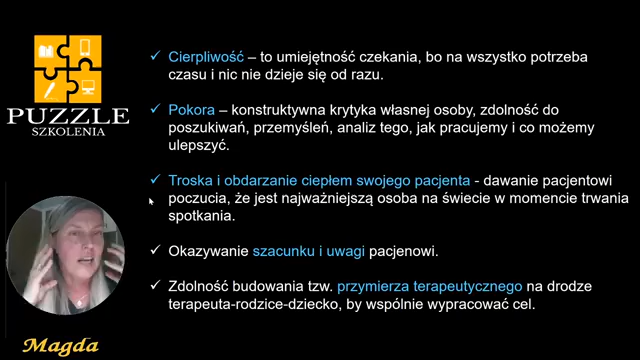 PUZZLE
SZKOLENIA
✓ Cierpliwość – to umiejętność czekania, bo na wszystko potrzeba
czasu i nic nie dzieje się od razu.
✓ Pokora – konstruktywna krytyka własnej osoby, zdolność do
poszukiwań, przemyśleń, analiz tego, jak pracujemy i co możemy
ulepszyć.
✓ Troska i obdarzanie ciepłem swojego pacjenta - dawanie pacjentowi
poczucia, że jest najważniejszą osoba na świecie w momencie trwania
spotkania.
✓ Okazywanie szacunku i uwagi pacjenowi.
✓ Zdolność budowania tzw. przymierza terapeutycznego na drodze
terapeuta-rodzice-dziecko, by wspólnie wypracować cel.
Magda